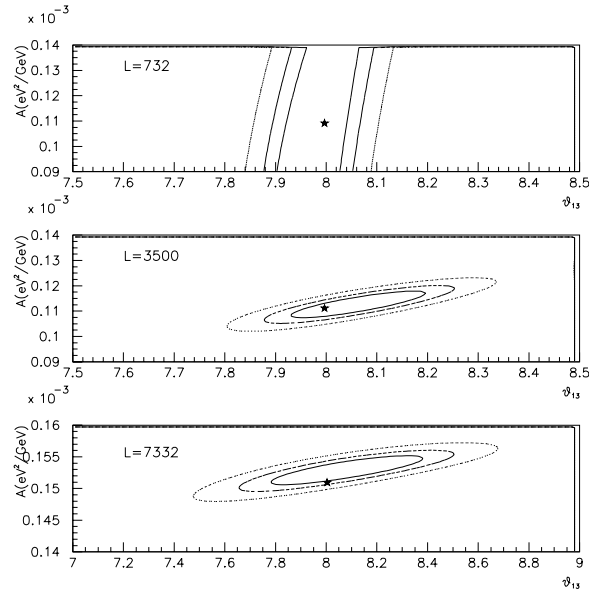 x 10⁻³
A(eV²/GeV)
0.14
0.13
0.12
0.11
0.1
0.09
L=732
7.5 7.6 7.7 7.8 7.9 8 8.1 8.2 8.3 8.4 8.5
ϑ₁₃
x 10⁻³
A(eV²/GeV)
0.14
0.13
0.12
0.11
0.1
0.09
L=3500
7.5 7.6 7.7 7.8 7.9 8 8.1 8.2 8.3 8.4 8.5
ϑ₁₃
x 10⁻³
A(eV²/GeV)
0.16
0.155
0.15
0.145
0.14
L=7332
7 7.2 7.4 7.6 7.8 8 8.2 8.4 8.6 8.8 9
ϑ₁₃